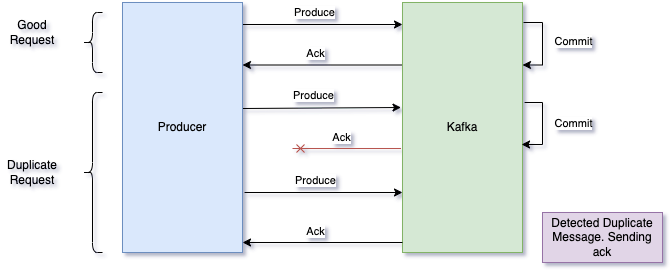 Good
Request
Produce
Ack
Commit
Producer
Kafka
Duplicate
Request
Produce
Ack
Commit
Produce
Ack
Detected Duplicate
Message. Sending
ack